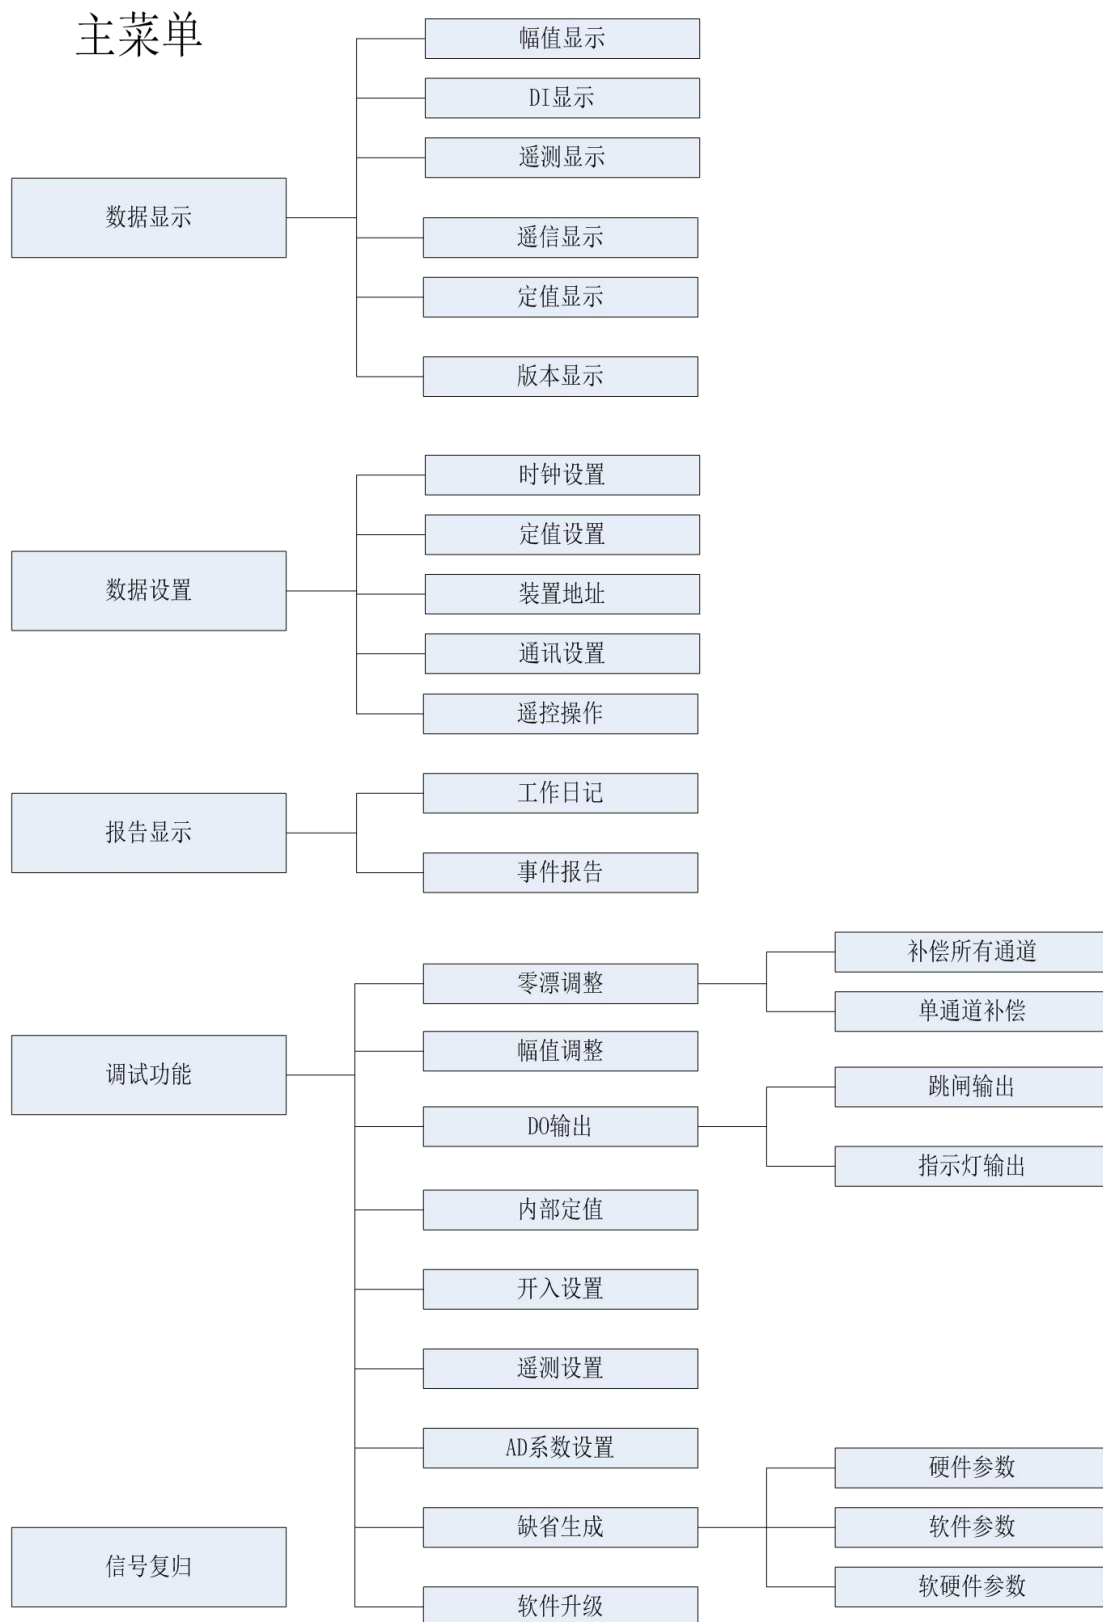 主菜单
数据显示
幅值显示
DI显示
遥测显示
遥信显示
定值显示
版本显示
数据设置
时钟设置
定值设置
装置地址
通讯设置
遥控操作
报告显示
工作日记
事件报告
调试功能
零漂调整
补偿所有通道
单通道补偿
幅值调整
DO输出
跳闸输出
指示灯输出
内部定值
开入设置
遥测设置
AD系数设置
缺省生成
硬件参数
软件参数
软硬件参数
软件升级
信号复归